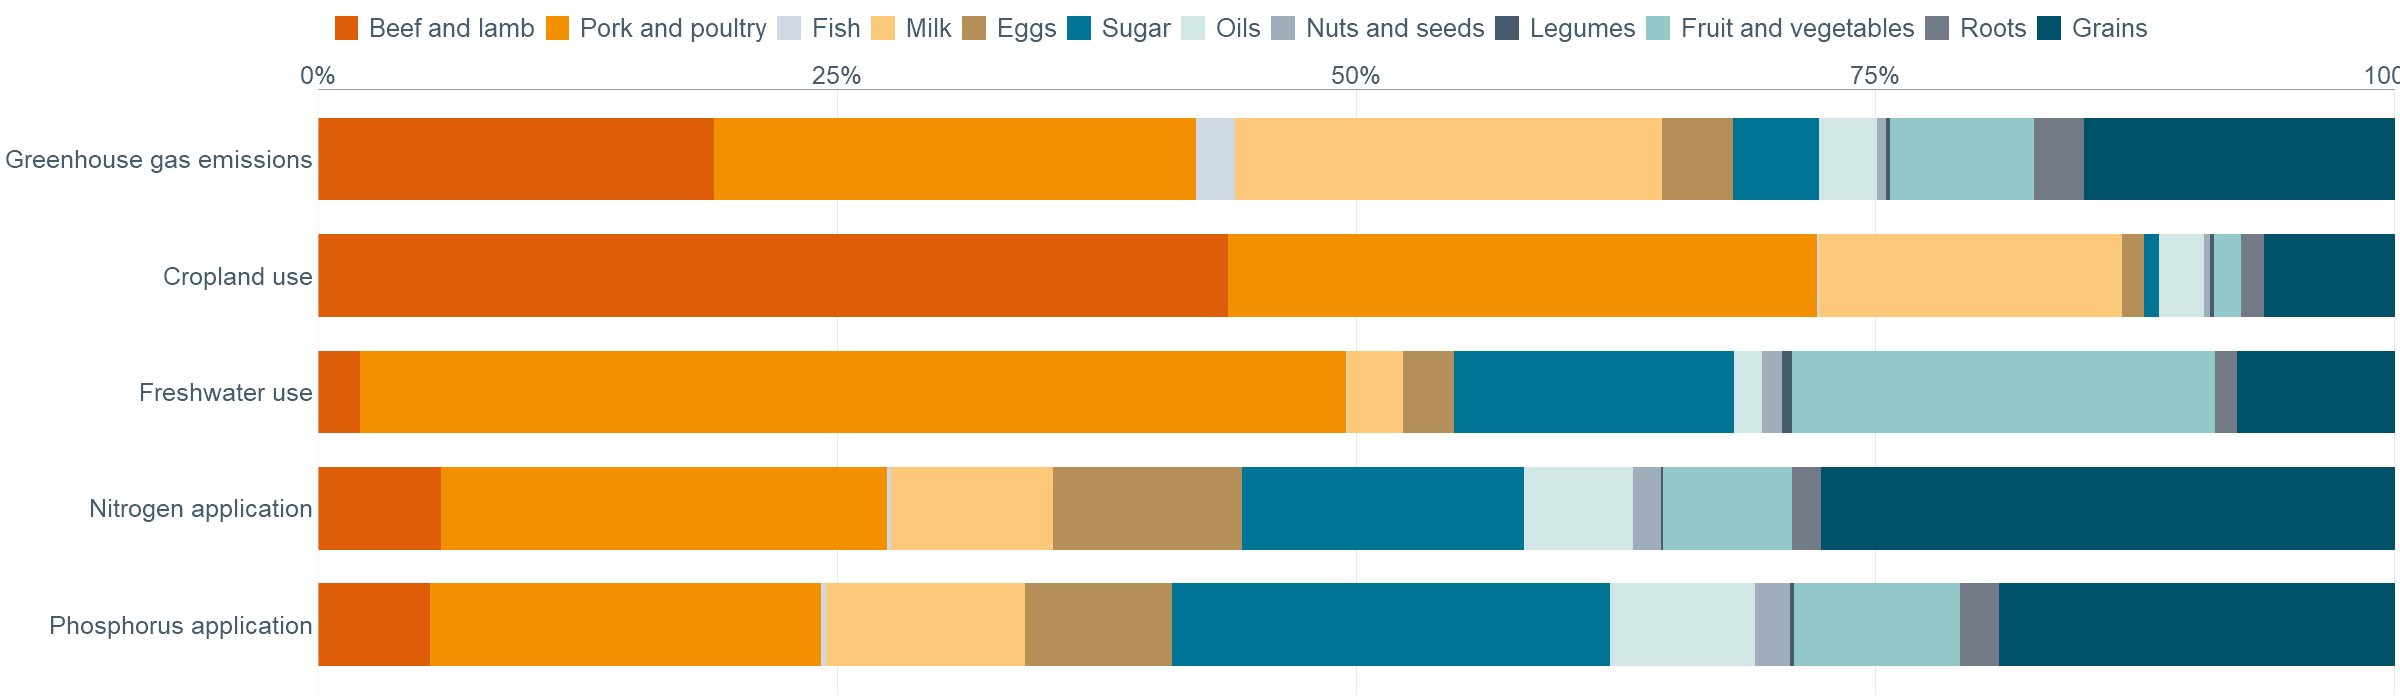 Beef and lamb Pork and poultry Fish Milk Eggs Sugar Oils Nuts and seeds Legumes Fruit and vegetables Roots Grains
0% 25% 50% 75% 100
Greenhouse gas emissions
Cropland use
Freshwater use
Nitrogen application
Phosphorus application